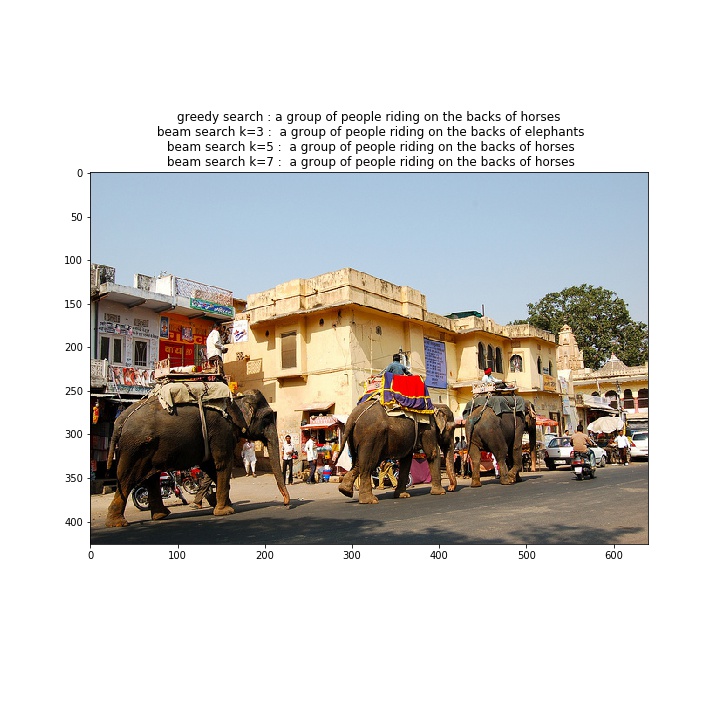 greedy search : a group of people riding on the backs of horses
beam search k=3 :  a group of people riding on the backs of elephants
beam search k=5 :  a group of people riding on the backs of horses
beam search k=7 :  a group of people riding on the backs of horses
0
50
100
150
200
250
300
350
400
0 100 200 300 400 500 600